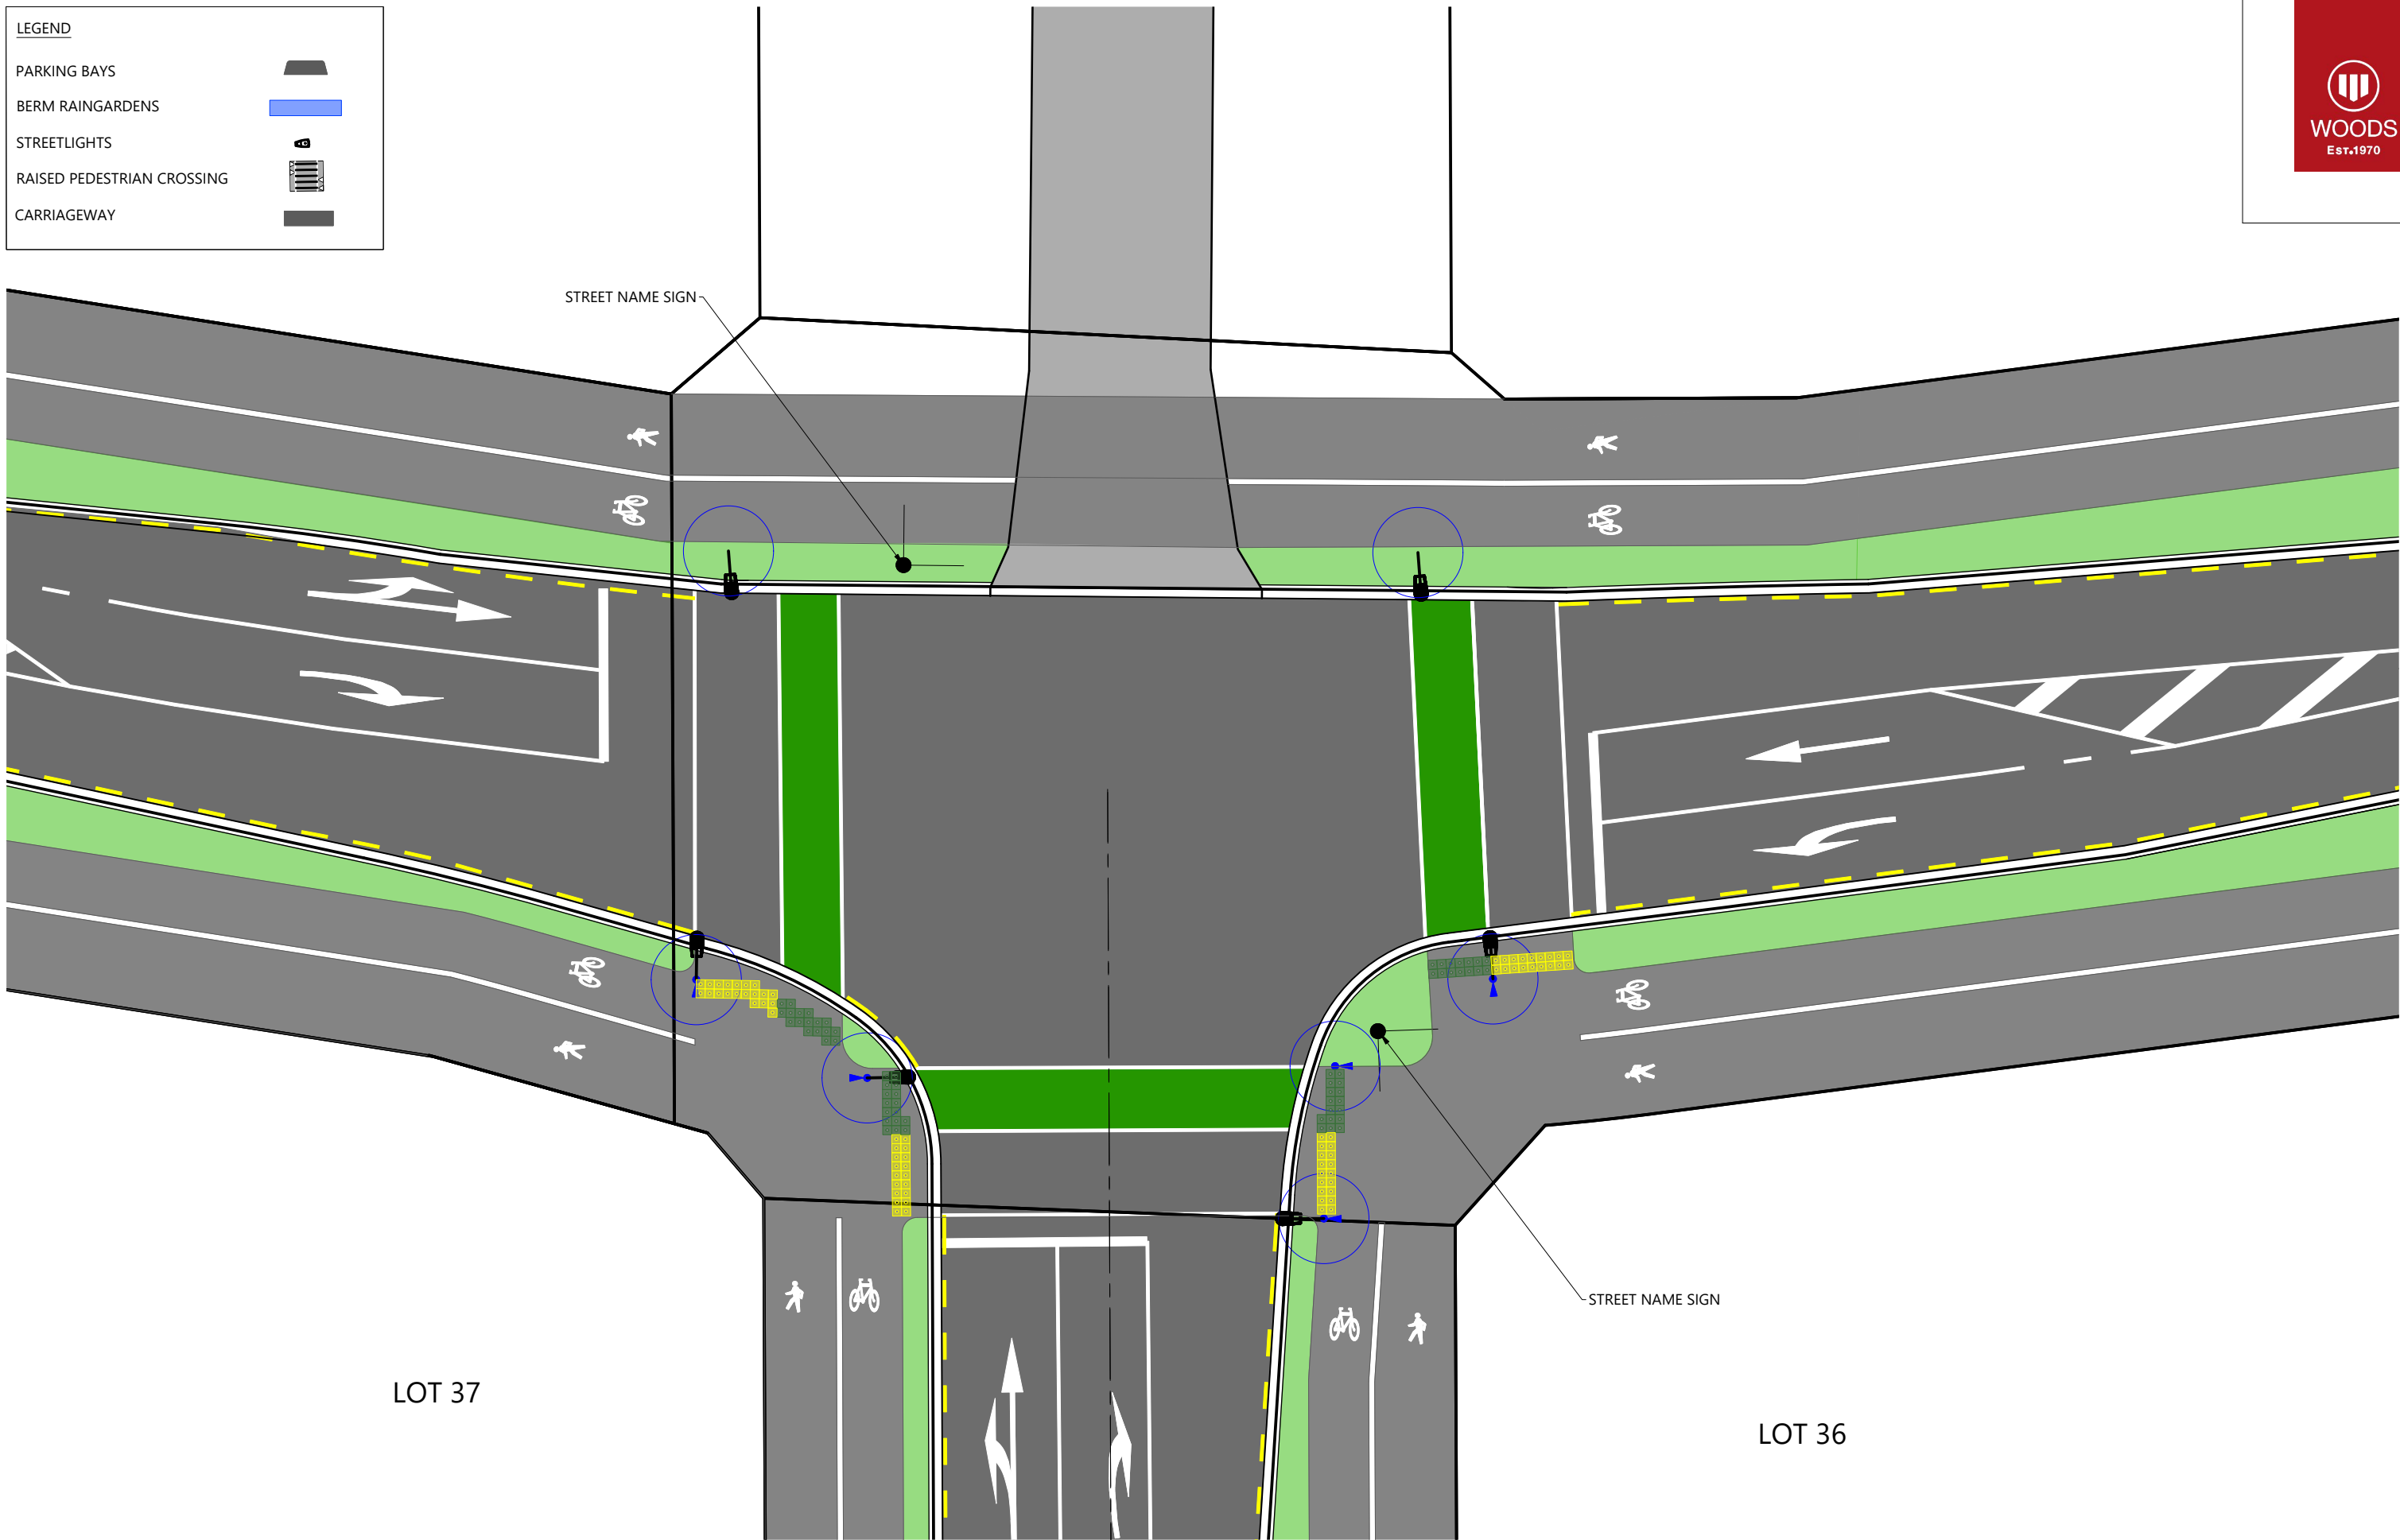 LEGEND
PARKING BAYS
BERM RAINGARDENS
STREETLIGHTS
RAISED PEDESTRIAN CROSSING
CARRIAGEWAY
WOODS
EST.1970
STREET NAME SIGN
STREET NAME SIGN
LOT 37
LOT 36